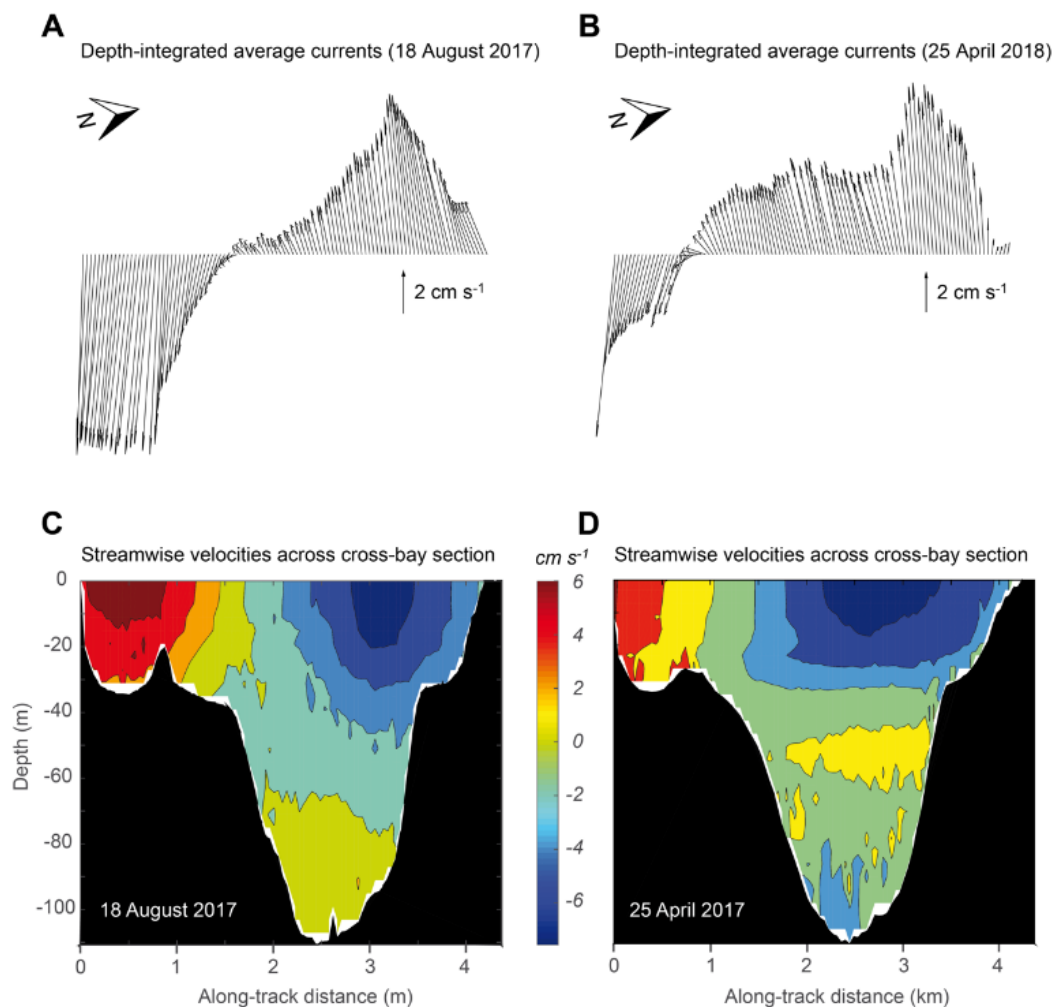 A
Depth-integrated average currents (18 August 2017)
N
2 cm s⁻¹
B
Depth-integrated average currents (25 April 2018)
N
2 cm s⁻¹
C
Streamwise velocities across cross-bay section
0
-20
-40
-60
-80
-100
Depth (m)
18 August 2017
0 1 2 3 4
Along-track distance (m)
cm s⁻¹
6
4
2
0
-2
-4
-6
D
Streamwise velocities across cross-bay section
25 April 2017
0 1 2 3 4
Along-track distance (km)